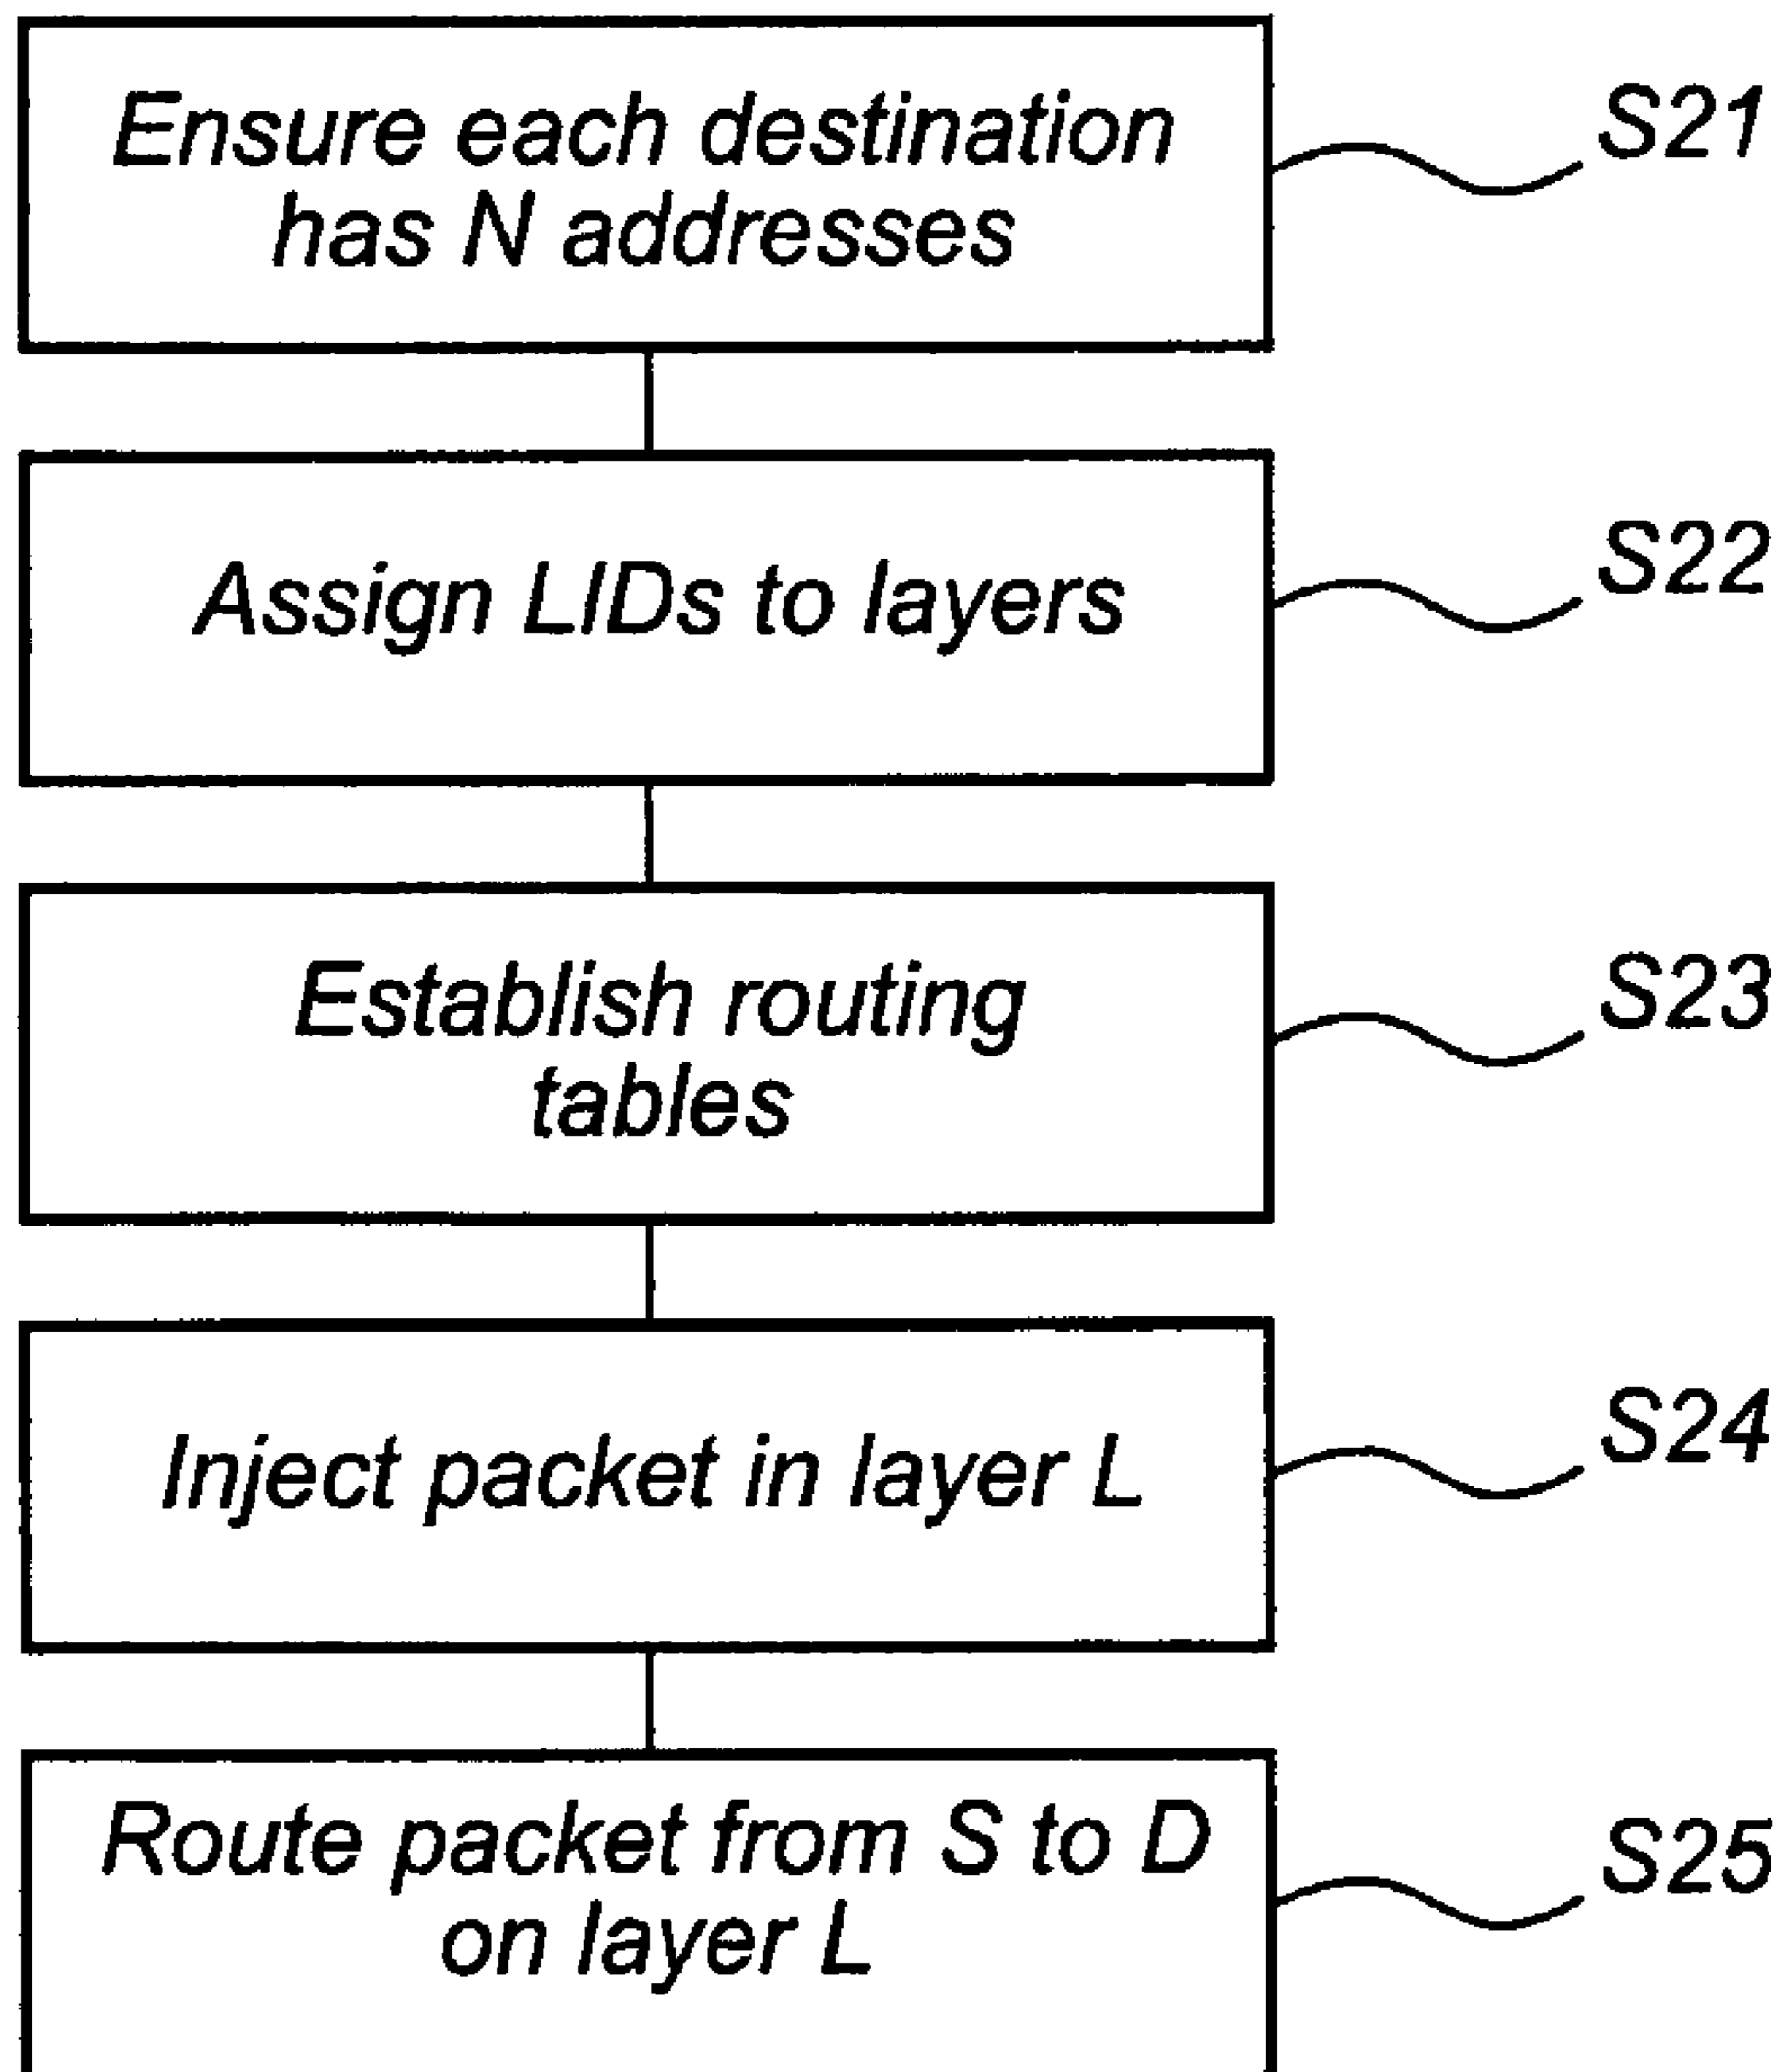 Ensure each destination
has N addresses
S21
Assign LIDs to layers
S22
Establish routing
tables
S23
Inject packet in layer L
S24
Route packet from S to D
on layer L
S25